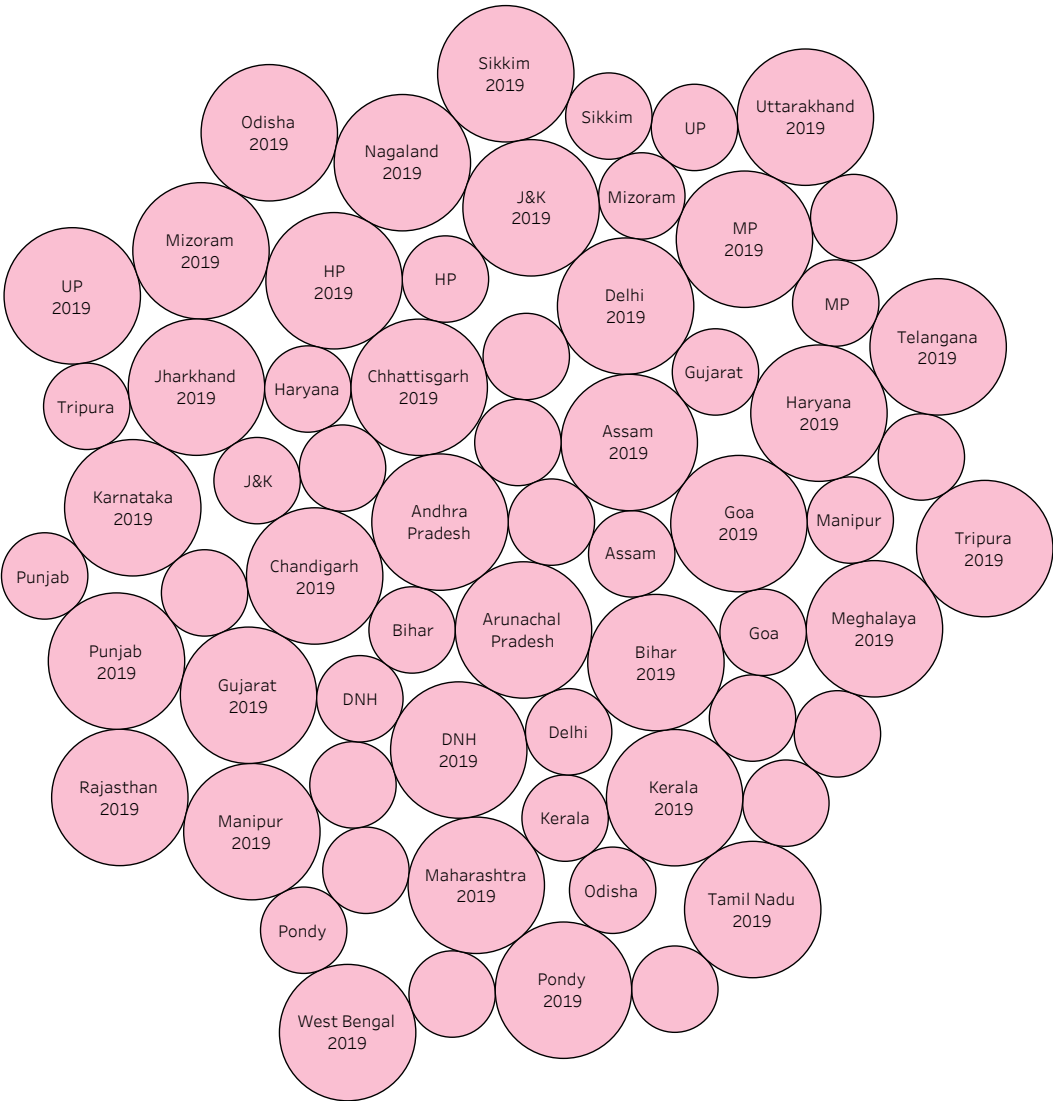 Sikkim
2019
Odisha
2019
Sikkim
UP
Uttarakhand
2019
Nagaland
2019
J&K
2019
Mizoram
MP
2019
Mizoram
2019
HP
2019
HP
UP
2019
Delhi
2019
MP
Telangana
2019
Tripura
Jharkhand
2019
Haryana
Chhattisgarh
2019
Gujarat
Haryana
2019
Assam
2019
J&K
Karnataka
2019
Andhra
Pradesh
Goa
2019
Manipur
Tripura
2019
Punjab
Chandigarh
2019
Assam
Bihar
Arunachal
Pradesh
Goa
Meghalaya
2019
Punjab
2019
Bihar
2019
Gujarat
2019
DNH
DNH
2019
Delhi
Rajasthan
2019
Manipur
2019
Kerala
Kerala
2019
Maharashtra
2019
Odisha
Tamil Nadu
2019
Pondy
Pondy
2019
West Bengal
2019